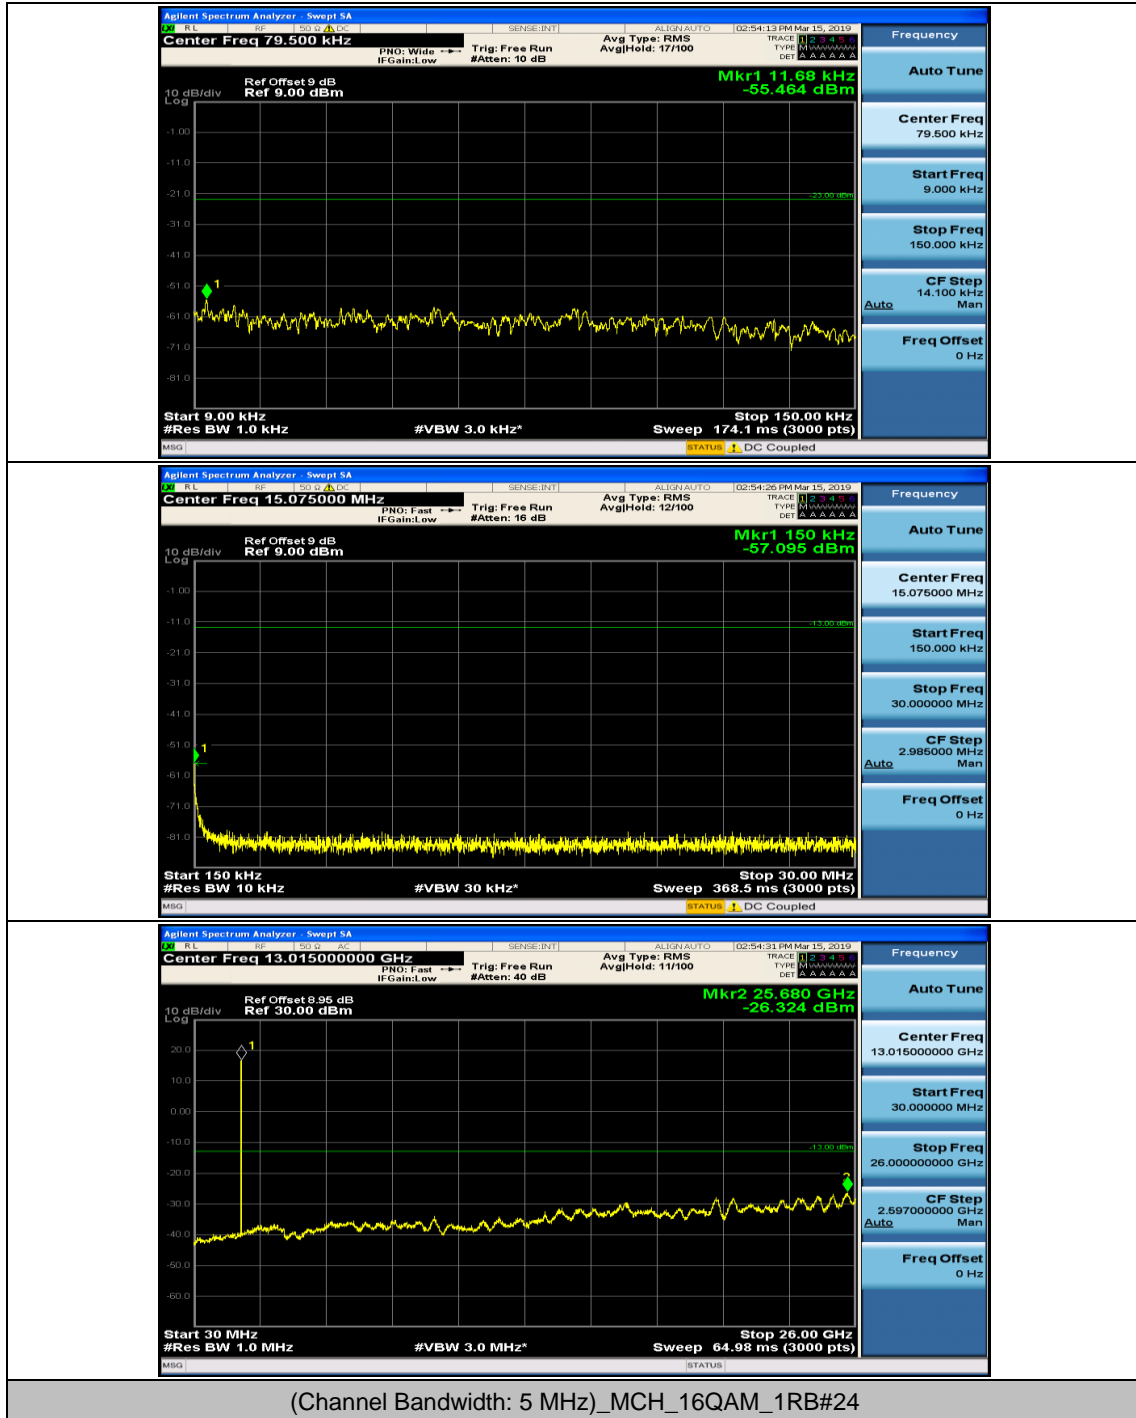 Agilent Spectrum Analyzer - Swept SA
LXI RL RF 50 Ω DC SENSE:INT ALIGN AUTO 02:54:13 PM Mar 15, 2019
Center Freq 79.500 kHz
PNO: Wide Trig: Free Run Avg Type: RMS TRACE 1 2 3 4 5 6
IFGain:Low #Atten: 10 dB Avg|Hold: 17/100 TYPE M WWWWW
DET A A A A A A
Frequency
Auto Tune
Mkr1 11.68 kHz
-55.464 dBm
Ref Offset 9 dB
10 dB/div Ref 9.00 dBm
Log
Center Freq
79.500 kHz
-1.00
-11.0
Start Freq
9.000 kHz
-21.0
-23.00 dBm
-31.0
Stop Freq
150.000 kHz
-41.0
-51.0
1
CF Step
14.100 kHz
Auto Man
-61.0
-71.0
Freq Offset
0 Hz
-81.0
Start 9.00 kHz Stop 150.00 kHz
#Res BW 1.0 kHz #VBW 3.0 kHz* Sweep 174.1 ms (3000 pts)
MSG STATUS DC Coupled
Agilent Spectrum Analyzer - Swept SA
LXI RL RF 50 Ω DC SENSE:INT ALIGN AUTO 02:54:26 PM Mar 15, 2019
Center Freq 15.075000 MHz
PNO: Fast Trig: Free Run Avg Type: RMS TRACE 1 2 3 4 5 6
IFGain:Low #Atten: 16 dB Avg|Hold: 12/100 TYPE M WWWWW
DET A A A A A A
Frequency
Auto Tune
Mkr1 150 kHz
-57.095 dBm
Ref Offset 9 dB
10 dB/div Ref 9.00 dBm
Log
Center Freq
15.075000 MHz
-1.00
-11.0
-13.00 dBm
Start Freq
150.000 kHz
-21.0
-31.0
Stop Freq
30.000000 MHz
-41.0
-51.0
1
CF Step
2.985000 MHz
Auto Man
-61.0
-71.0
Freq Offset
0 Hz
-81.0
Start 150 kHz Stop 30.00 MHz
#Res BW 10 kHz #VBW 30 kHz* Sweep 368.5 ms (3000 pts)
MSG STATUS DC Coupled
Agilent Spectrum Analyzer - Swept SA
LXI RL RF 50 Ω AC SENSE:INT ALIGN AUTO 02:54:31 PM Mar 15, 2019
Center Freq 13.015000000 GHz
PNO: Fast Trig: Free Run Avg Type: RMS TRACE 1 2 3 4 5 6
IFGain:Low #Atten: 40 dB Avg|Hold: 11/100 TYPE M WWWWW
DET A A A A A A
Frequency
Auto Tune
Mkr2 25.680 GHz
-26.324 dBm
Ref Offset 8.95 dB
10 dB/div Ref 30.00 dBm
Log
Center Freq
13.015000000 GHz
20.0
1
10.0
Start Freq
30.000000 MHz
0.00
-10.0
-13.00 dBm
Stop Freq
26.000000000 GHz
-20.0
2
-30.0
CF Step
2.597000000 GHz
Auto Man
-40.0
-50.0
Freq Offset
0 Hz
-60.0
Start 30 MHz Stop 26.00 GHz
#Res BW 1.0 MHz #VBW 3.0 MHz* Sweep 64.98 ms (3000 pts)
MSG STATUS
(Channel Bandwidth: 5 MHz)_MCH_16QAM_1RB#24